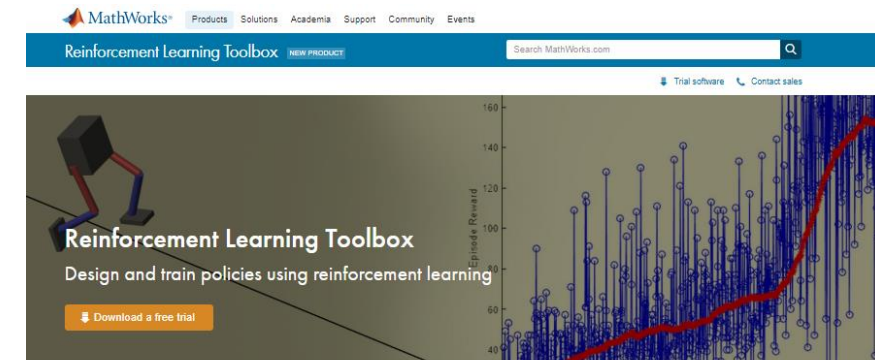 MathWorks® Products Solutions Academia Support Community Events
Reinforcement Learning Toolbox NEW PRODUCT Search MathWorks.com
Trial software Contact sales
160
140
120
100
80
60
40
Episode Reward
Reinforcement Learning Toolbox
Design and train policies using reinforcement learning
Download a free trial